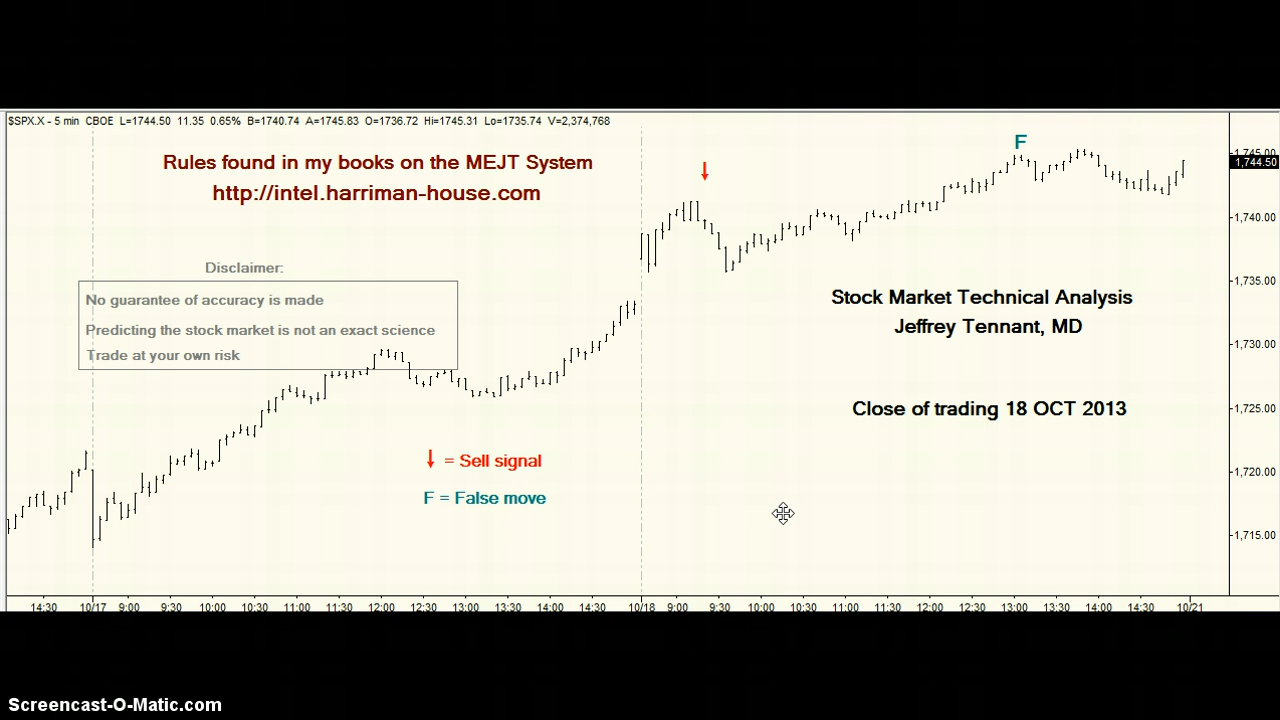 $SPX.X - 5 min CBOE L=1744.50 11.35 0.65% B=1740.74 A=1745.83 O=1736.72 Hi=1745.31 Lo=1735.74 V=2,374,768
Rules found in my books on the MEJT System
http://intel.harriman-house.com
F
1,745.00
1,744.50
1,740.00
1,735.00
1,730.00
1,725.00
1,720.00
1,715.00
Disclaimer:
No guarantee of accuracy is made
Predicting the stock market is not an exact science
Trade at your own risk
Stock Market Technical Analysis
Jeffrey Tennant, MD
Close of trading 18 OCT 2013
= Sell signal
F = False move
14:30 10/17 9:00 9:30 10:00 10:30 11:00 11:30 12:00 12:30 13:00 13:30 14:00 14:30 10/18 9:00 9:30 10:00 10:30 11:00 11:30 12:00 12:30 13:00 13:30 14:00 14:30 10/21
Screencast-O-Matic.com